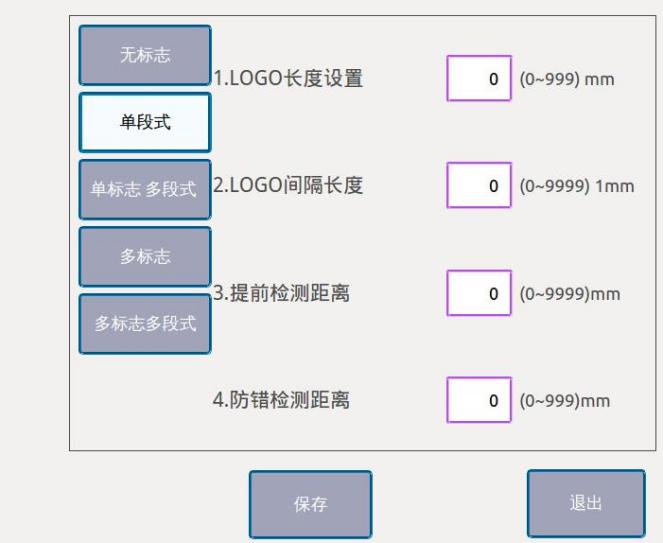 无标志
单段式
单标志 多段式
多标志
多标志多段式
1.LOGO长度设置 0 (0~999) mm
2.LOGO间隔长度 0 (0~9999) 1mm
3.提前检测距离 0 (0~9999)mm
4.防错检测距离 0 (0~999)mm
保存 退出